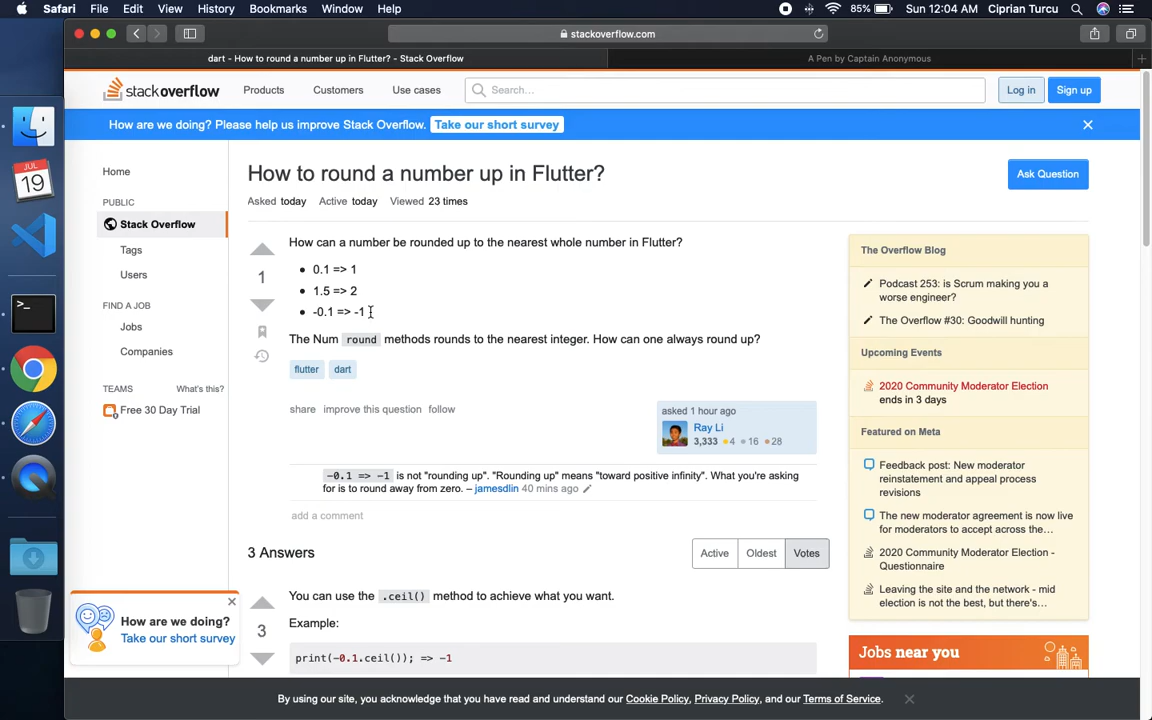 Safari File Edit View History Bookmarks Window Help 85% Sun 12:04 AM Ciprian Turcu
stackoverflow.com
dart - How to round a number up in Flutter? - Stack Overflow A Pen by Captain Anonymous
stackoverflow Products Customers Use cases Search... Log in Sign up
How are we doing? Please help us improve Stack Overflow. Take our short survey
Home
PUBLIC
Stack Overflow
Tags
Users
FIND A JOB
Jobs
Companies
TEAMS What's this?
Free 30 Day Trial
How to round a number up in Flutter?
Ask Question
Asked today Active today Viewed 23 times
How can a number be rounded up to the nearest whole number in Flutter?
1
0.1 => 1
1.5 => 2
-0.1 => -1
The Num round methods rounds to the nearest integer. How can one always round up?
flutter dart
share improve this question follow
asked 1 hour ago
Ray Li
3,333 4 16 28
-0.1 => -1 is not "rounding up". "Rounding up" means "toward positive infinity". What you're asking
for is to round away from zero. – jamesdlin 40 mins ago
add a comment
3 Answers
Active Oldest Votes
You can use the .ceil() method to achieve what you want.
3
Example:
print(-0.1.ceil()); => -1
The Overflow Blog
Podcast 253: is Scrum making you a
worse engineer?
The Overflow #30: Goodwill hunting
Upcoming Events
2020 Community Moderator Election
ends in 3 days
Featured on Meta
Feedback post: New moderator
reinstatement and appeal process
revisions
The new moderator agreement is now live
for moderators to accept across the...
2020 Community Moderator Election -
Questionnaire
Leaving the site and the network - mid
election is not the best, but there's...
Jobs near you
How are we doing?
Take our short survey
By using our site, you acknowledge that you have read and understand our Cookie Policy, Privacy Policy, and our Terms of Service.
JUL
19
>_